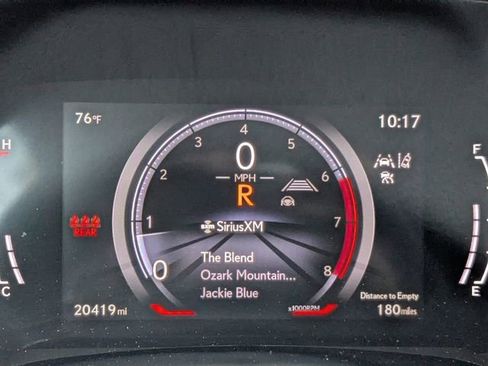 76°F
10:17
H
F
4
3
5
0
2
6
MPH
R
sxm SiriusXM
REAR
1
7
The Blend
0
Ozark Mountain...
8
Jackie Blue
C
E
Distance to Empty
20419 mi
x1000RPM
180 miles